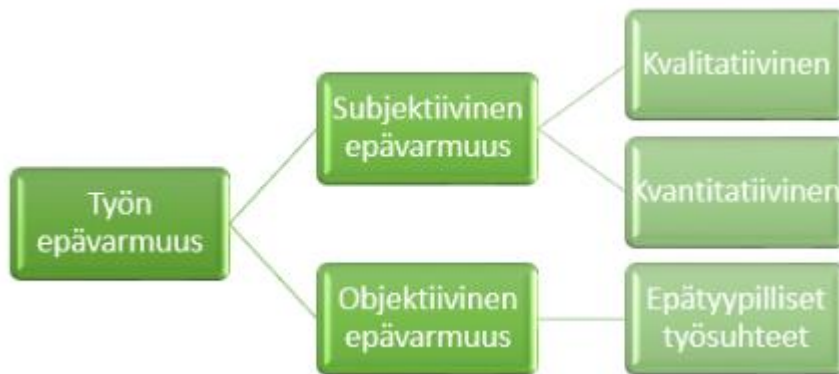 Työn
epävarmuus
Subjektiivinen
epävarmuus
Kvalitatiivinen
Kvantitatiivinen
Objektiivinen
epävarmuus
Epätyypilliset
työsuhteet